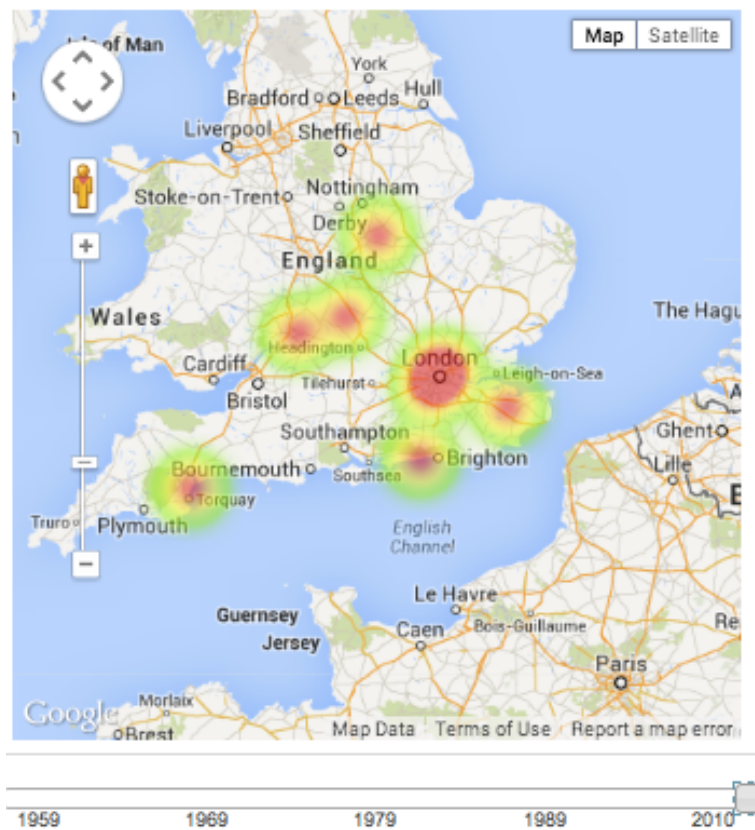 Isle of Man
Map Satellite
York
Bradford Leeds Hull
Liverpool Sheffield
Stoke-on-Trent Nottingham
Derby
England
Wales
The Hagu
Headington
London
Cardiff
Tilehurst
Leigh-on-Sea
Bristol
Southampton
Ghent
Bournemouth
Brighton
Lille
Southsea
Torquay
Truro
Plymouth
English
Channel
Le Havre
Guernsey
Caen
Bois-Guillaume
Re
Jersey
Paris
Morlaix
Google
Brest
Map Data Terms of Use Report a map error
1959 1969 1979 1989 2010